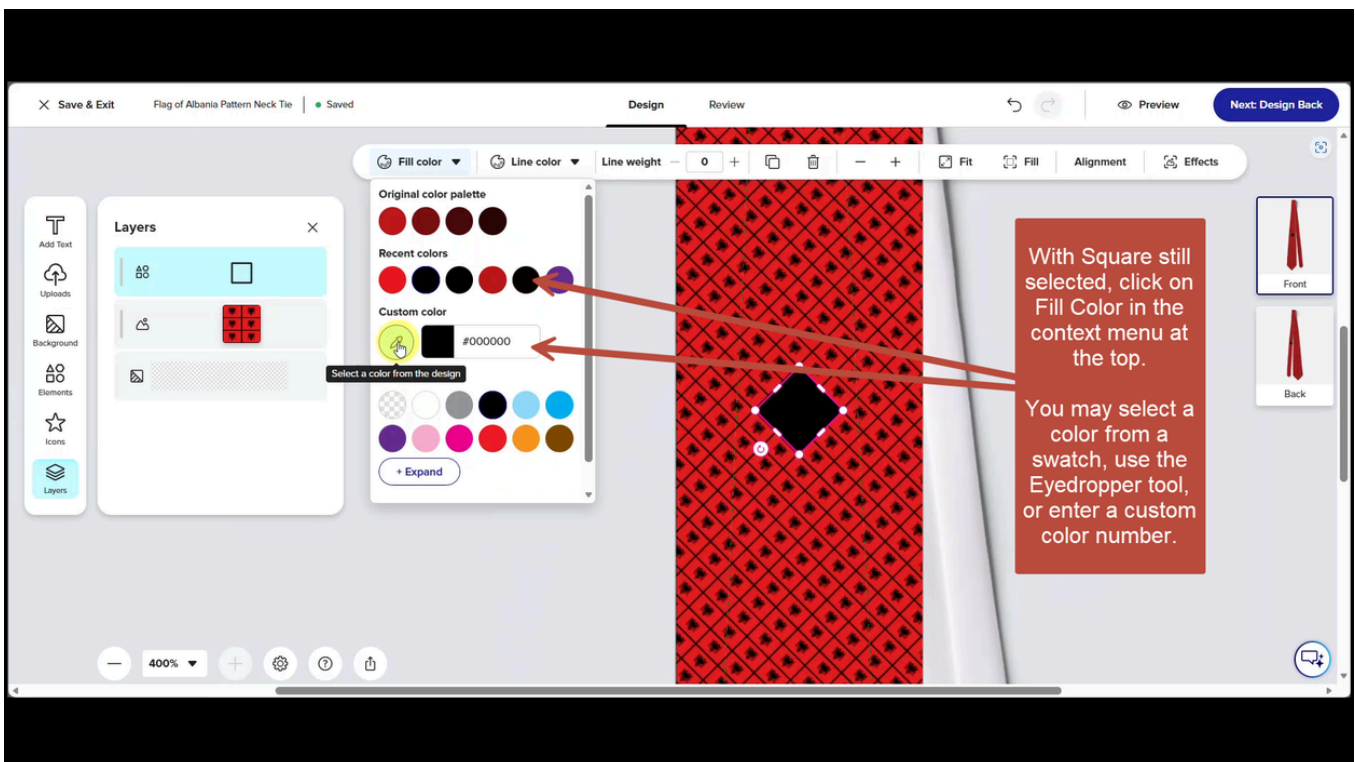 Save & Exit
Flag of Albania Pattern Neck Tie
Saved
Design
Review
Preview
Next: Design Back
Fill color
Line color
Line weight
0
Fit
Fill
Alignment
Effects
Add Text
Uploads
Background
Elements
Icons
Layers
Layers
Original color palette
Recent colors
Custom color
#000000
Select a color from the design
+ Expand
With Square still
selected, click on
Fill Color in the
context menu at
the top.
You may select a
color from a
swatch, use the
Eyedropper tool,
or enter a custom
color number.
Front
Back
400%